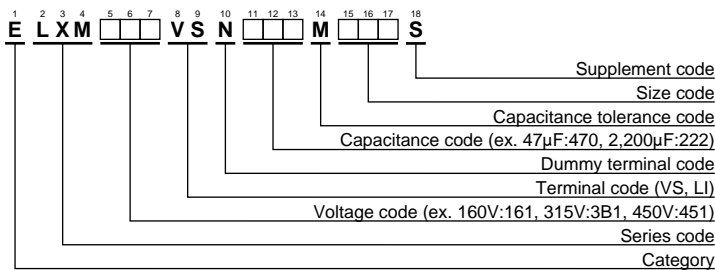 1 2 3 4 5 6 7 8 9 10 11 12 13 14 15 16 17 18
E L X M □□□ V S N □□□ M □□□ S
Supplement code
Size code
Capacitance tolerance code
Capacitance code (ex. 47µF:470, 2,200µF:222)
Dummy terminal code
Terminal code (VS, LI)
Voltage code (ex. 160V:161, 315V:3B1, 450V:451)
Series code
Category